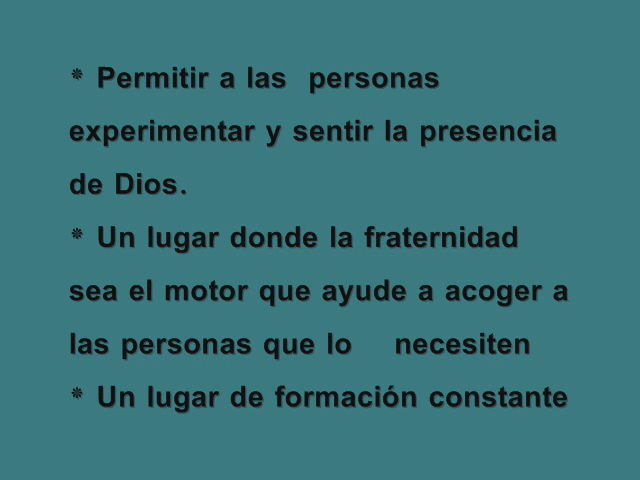 * Permitir a las  personas
experimentar y sentir la presencia
de Dios.
* Un lugar donde la fraternidad
sea el motor que ayude a acoger a
las personas que lo    necesiten
* Un lugar de formación constante